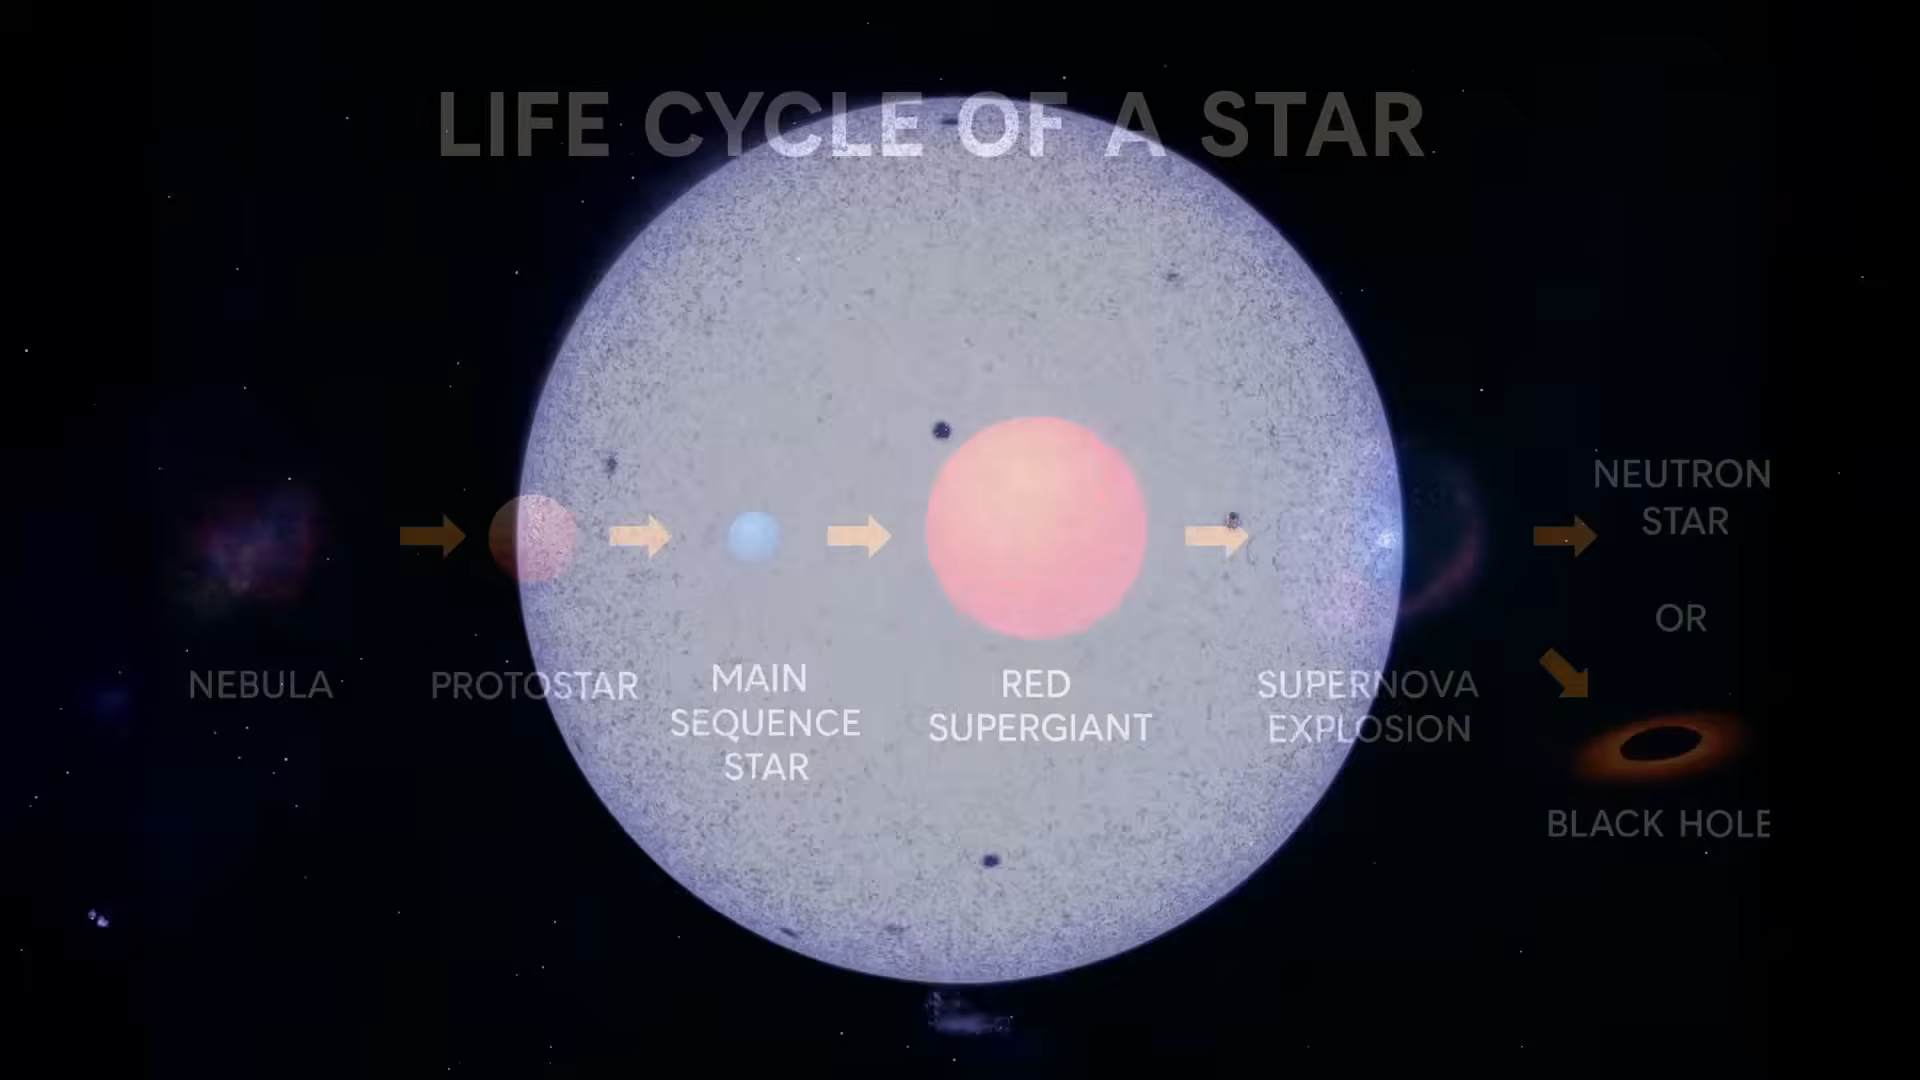 LIFE CYCLE OF A STAR
NEBULA
PROTOSTAR
MAIN
SEQUENCE
STAR
RED
SUPERGIANT
SUPERNOVA
EXPLOSION
NEUTRON
STAR
OR
BLACK HOLE